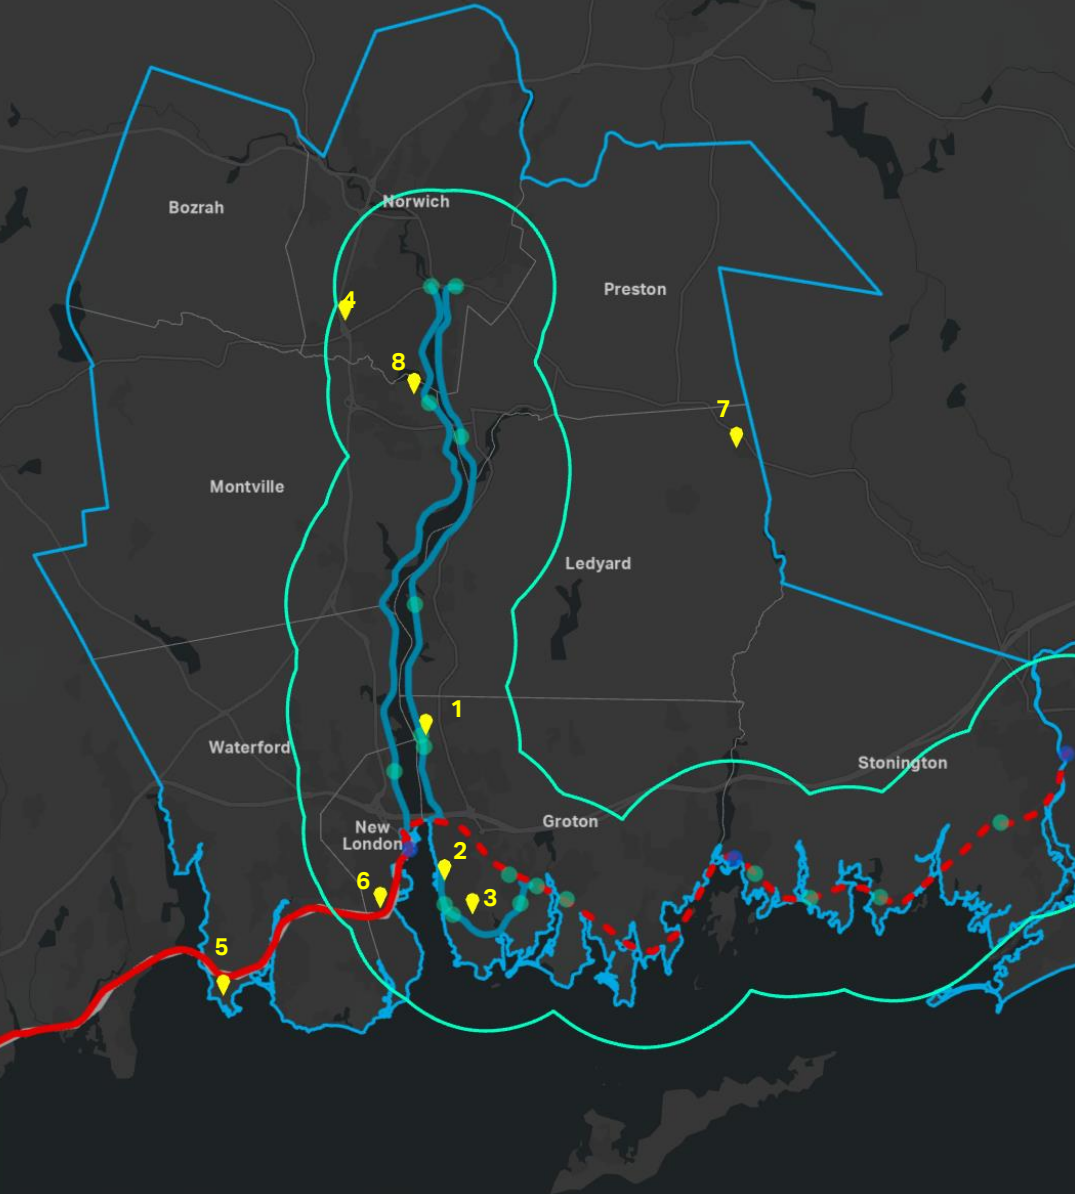 Bozrah
Norwich
Preston
4
8
7
Montville
Ledyard
1
Waterford
Stonington
Groton
New
London
2
6
3
5